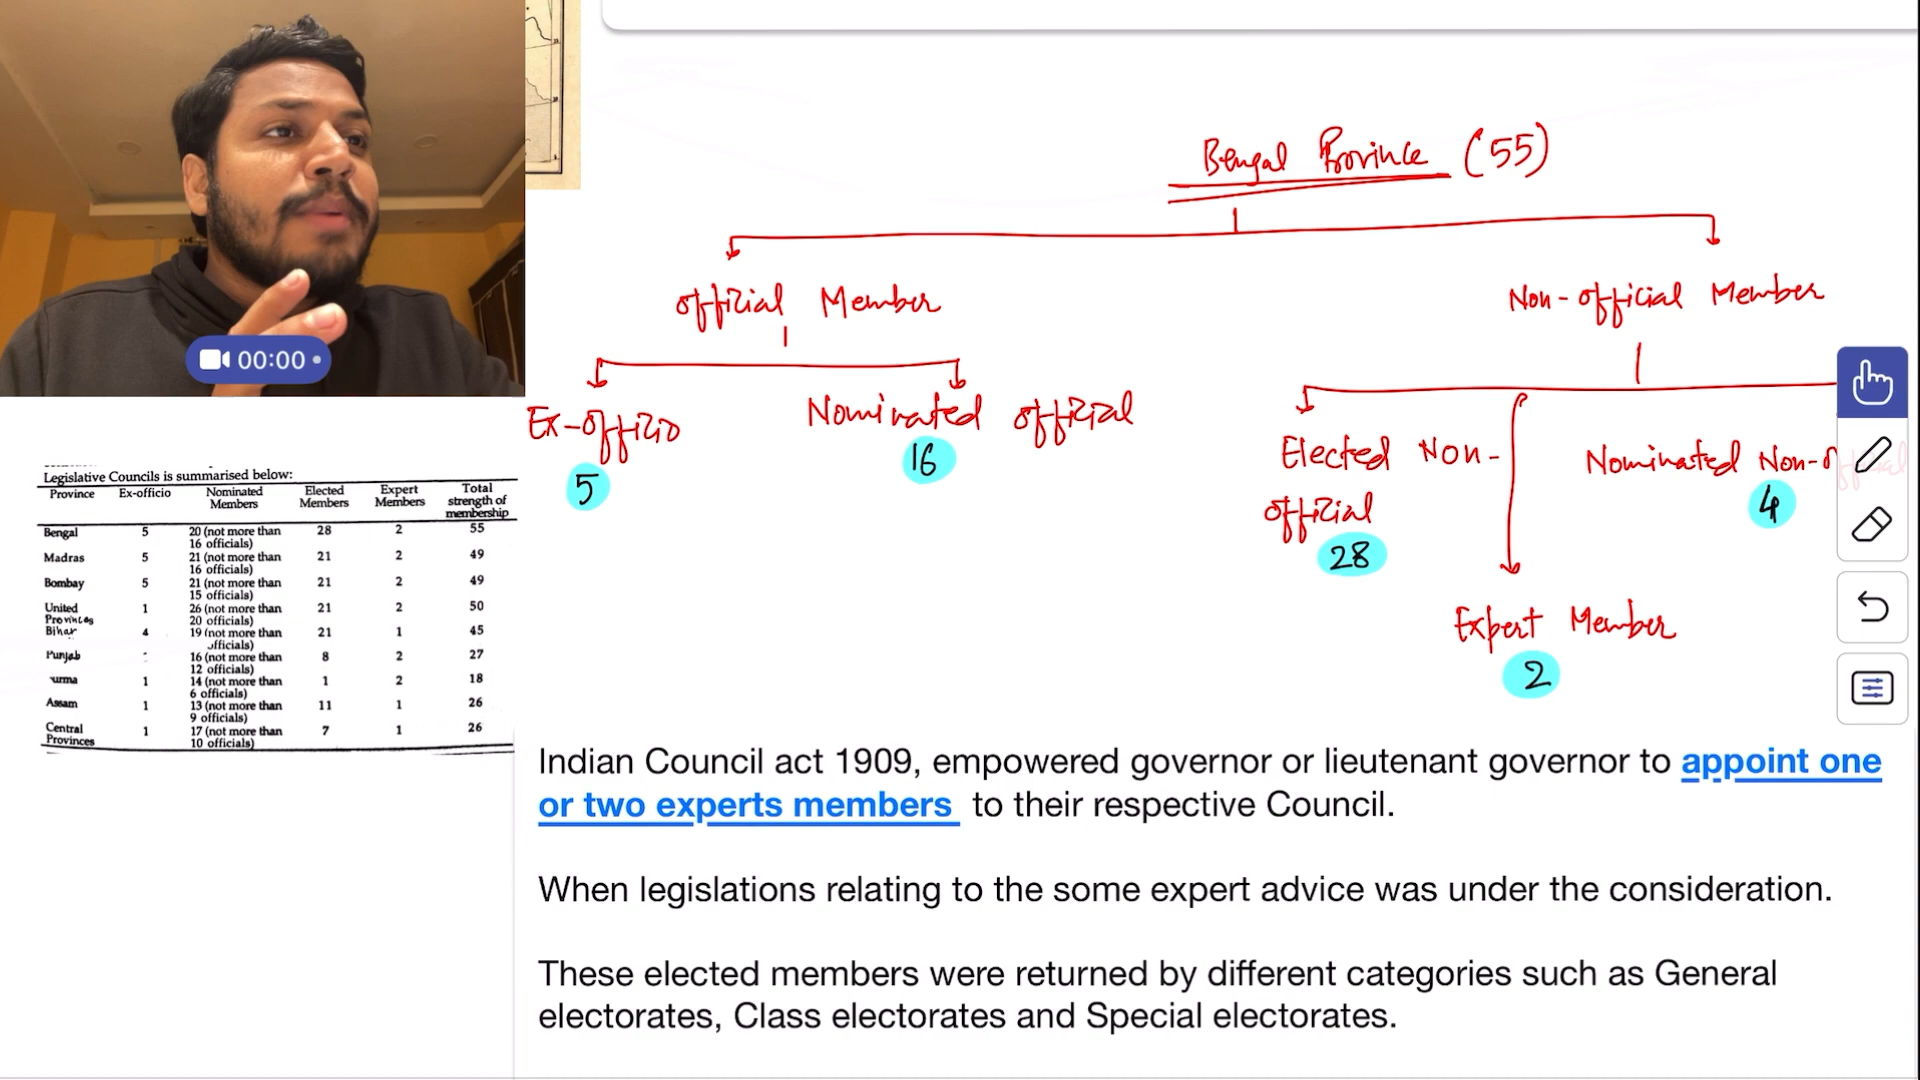 Bengal Province (55)
Official Member
Non-official Member
Ex-officio
5
Nominated official
16
Elected Non-
official
28
Nominated Non-o
4
Expert Member
2
00:00
Legislative Councils is summarised below:
Province Ex-officio Nominated Members Elected Members Expert Members Total strength of membership
Bengal 5 20 (not more than 16 officials) 28 2 55
Madras 5 21 (not more than 16 officials) 21 2 49
Bombay 5 21 (not more than 15 officials) 21 2 49
United Provinces 1 26 (not more than 20 officials) 21 2 50
Bihar 4 19 (not more than officials) 21 1 45
Punjab 16 (not more than 12 officials) 8 2 27
urma 1 14 (not more than 6 officials) 1 2 18
Assam 1 13 (not more than 9 officials) 11 1 26
Central Provinces 1 17 (not more than 10 officials) 7 1 26
Indian Council act 1909, empowered governor or lieutenant governor to appoint one
or two experts members to their respective Council.
When legislations relating to the some expert advice was under the consideration.
These elected members were returned by different categories such as General
electorates, Class electorates and Special electorates.